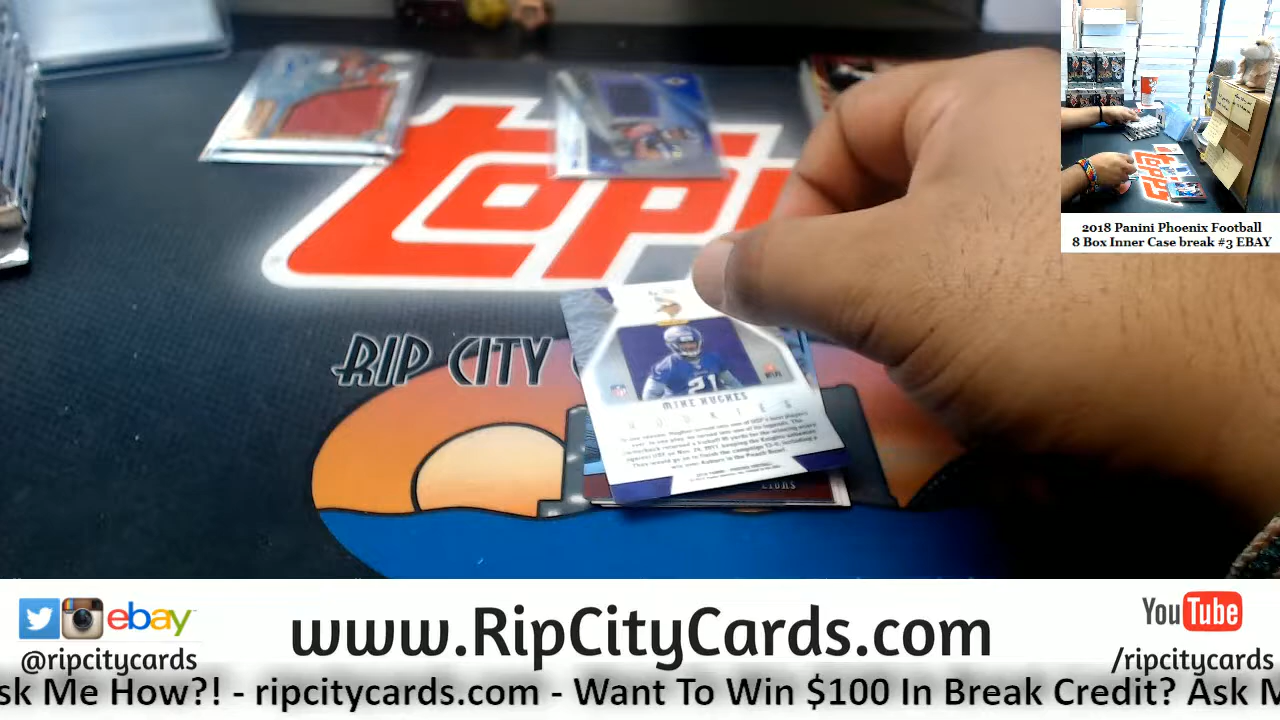 2018 Panini Phoenix Football
8 Box Inner Case break #3 EBAY
Topps
RIP CITY
MIKE HUGHES
ROOKIES
21
NFL
ebay
@ripcitycards
www.RipCityCards.com
YouTube
/ripcitycards
sk Me How?! - ripcitycards.com - Want To Win $100 In Break Credit? Ask M